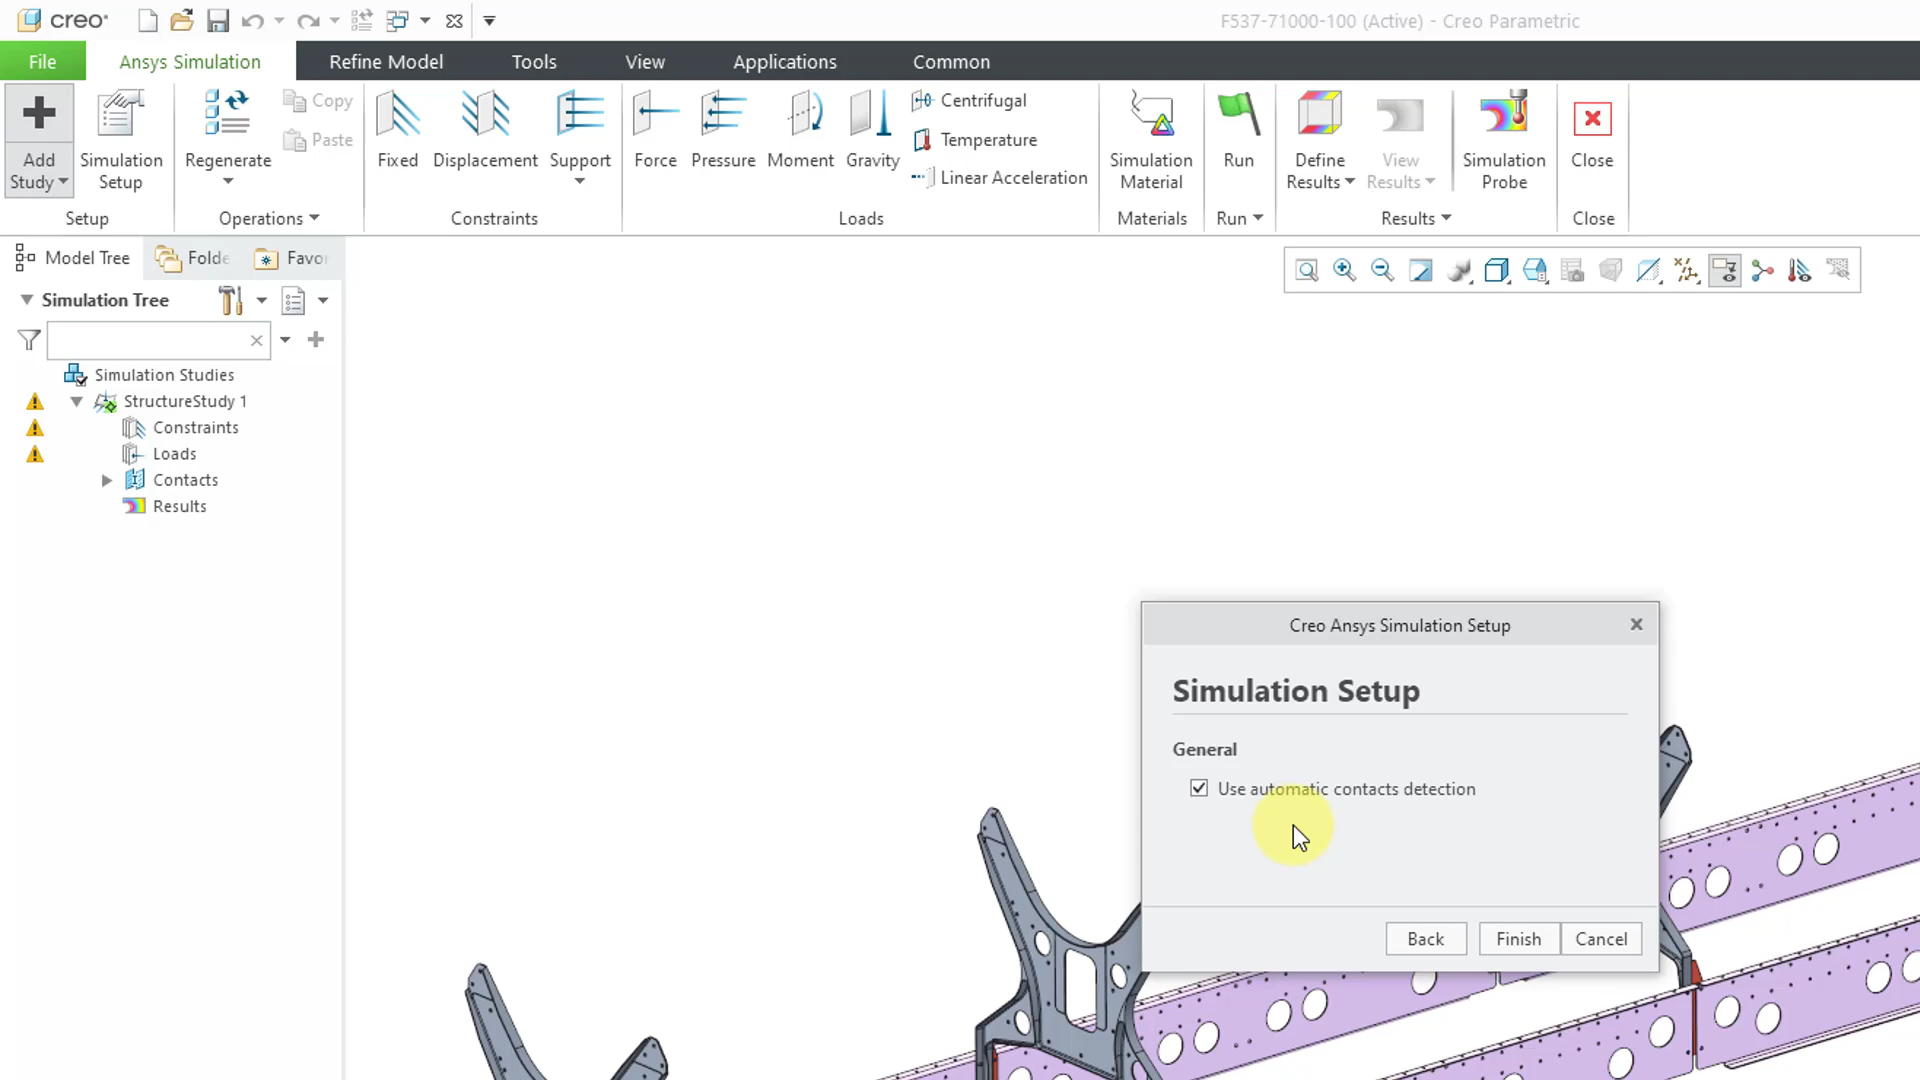 creo
F537-71000-100 (Active) - Creo Parametric
File
Ansys Simulation
Refine Model
Tools
View
Applications
Common
Add Study
Simulation Setup
Regenerate
Copy
Paste
Fixed
Displacement
Support
Force
Pressure
Moment
Gravity
Centrifugal
Temperature
Linear Acceleration
Simulation Material
Run
Define Results
View Results
Simulation Probe
Close
Setup
Operations
Constraints
Loads
Materials
Run
Results
Close
Model Tree
Folde
Favor
Simulation Tree
Simulation Studies
StructureStudy 1
Constraints
Loads
Contacts
Results
Creo Ansys Simulation Setup
Simulation Setup
General
Use automatic contacts detection
Back
Finish
Cancel